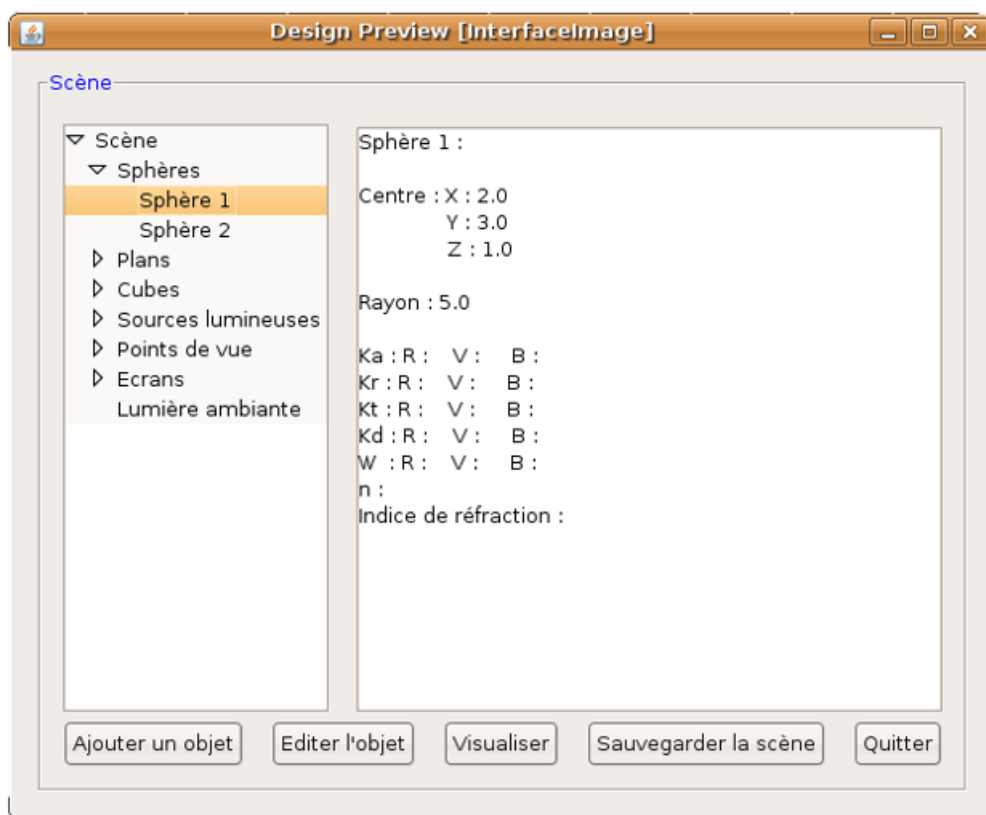 Design Preview [InterfaceImage]
Scène
Scène
Sphères
Sphère 1
Sphère 2
Plans
Cubes
Sources lumineuses
Points de vue
Ecrans
Lumière ambiante
Sphère 1 :
Centre : X : 2.0
Y : 3.0
Z : 1.0
Rayon : 5.0
Ka : R : V : B :
Kr : R : V : B :
Kt : R : V : B :
Kd : R : V : B :
W : R : V : B :
n :
Indice de réfraction :
Ajouter un objet Editer l'objet Visualiser Sauvegarder la scène Quitter